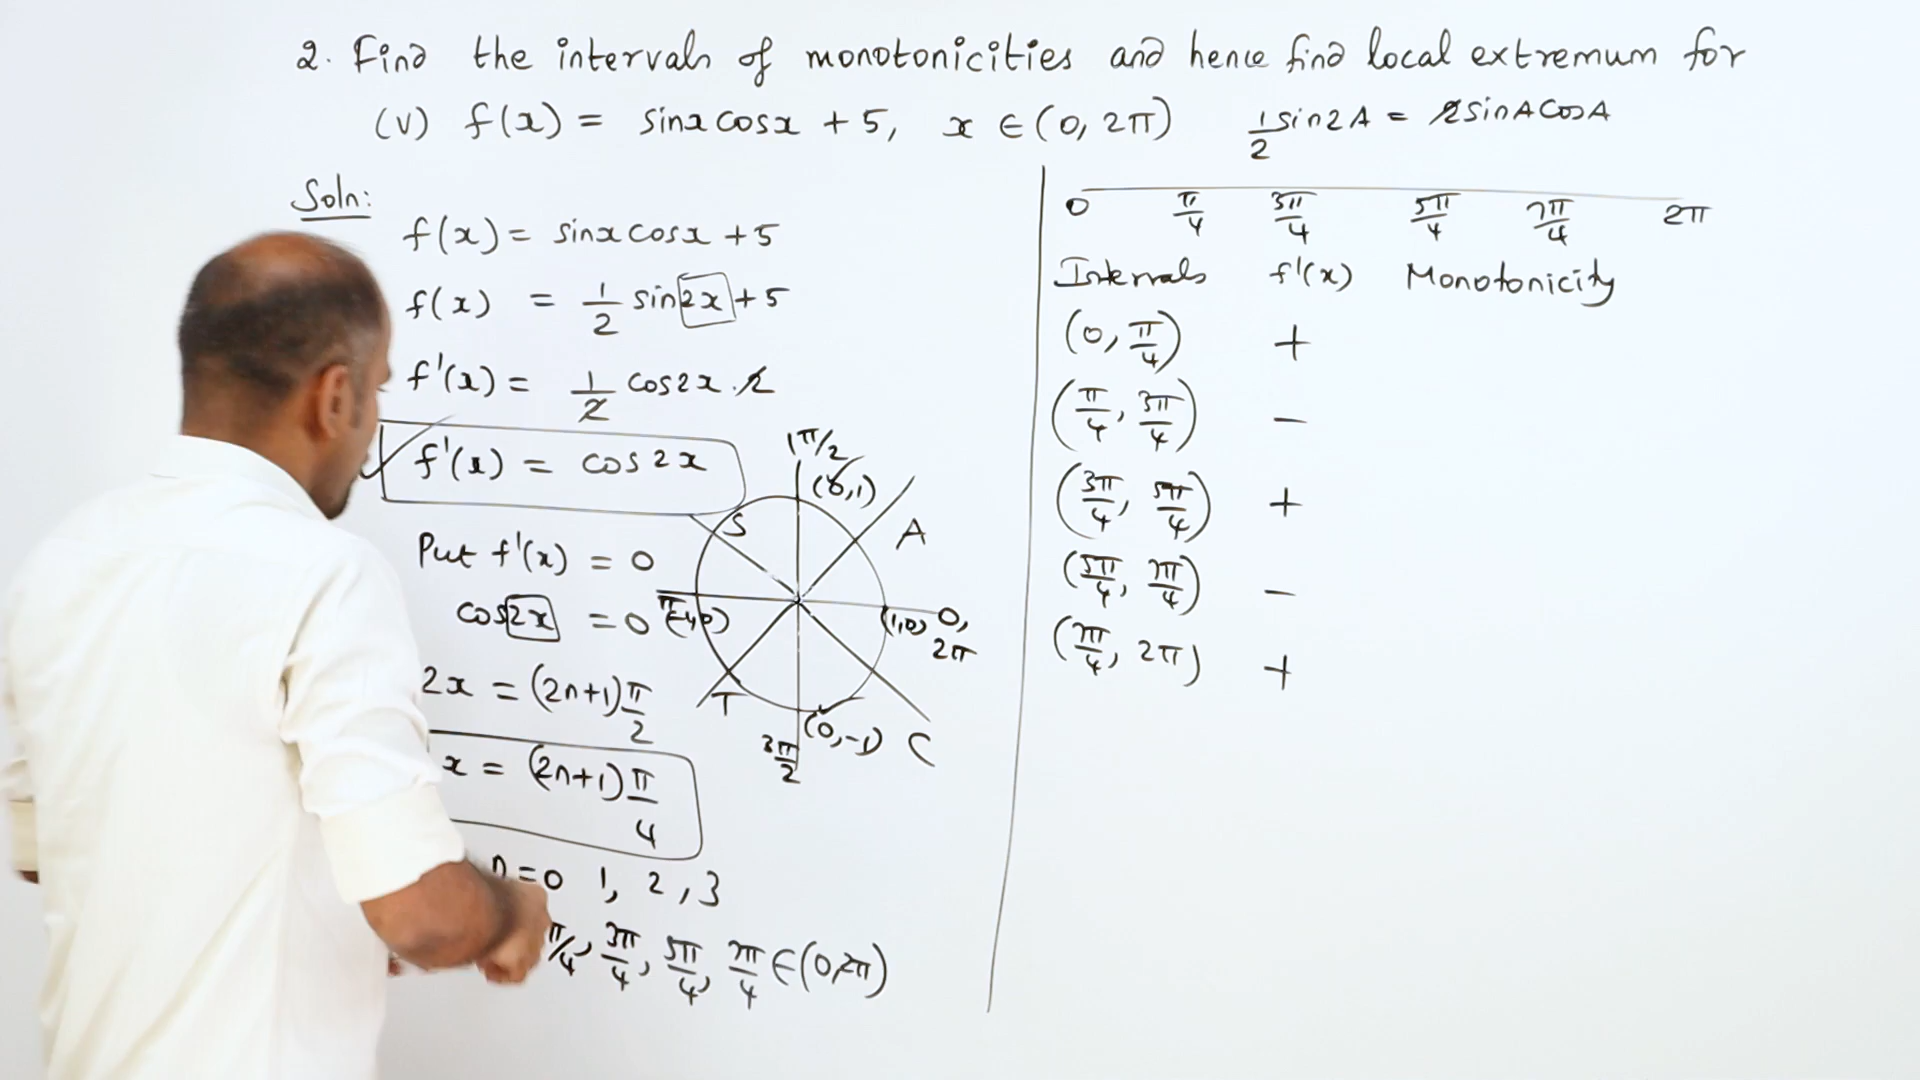 2. Find the intervals of monotonicities and hence find local extremum for
(v) f(x) = sinx cosx + 5, x ∈ (0, 2π)
1/2 sin2A = 2sinAcosA
Soln:
f(x) = sinx cosx + 5
f(x) = 1/2 sin2x + 5
f'(x) = 1/2 cos2x . 2
f'(x) = cos2x
Put f'(x) = 0
cos2x = 0
2x = (2n+1)π/2
x = (2n+1)π/4
n=0 1, 2, 3
π/4, 3π/4, 5π/4, 7π/4 ∈ (0, 2π)
π/2
(0,1)
S
A
π
(-1,0)
(1,0) 0,
2π
T
(0,-1)
C
3π/2
0 π/4 3π/4 5π/4 7π/4 2π
Intervals f'(x) Monotonicity
(0, π/4) +
(π/4, 3π/4) -
(3π/4, 5π/4) +
(5π/4, 7π/4) -
(7π/4, 2π) +